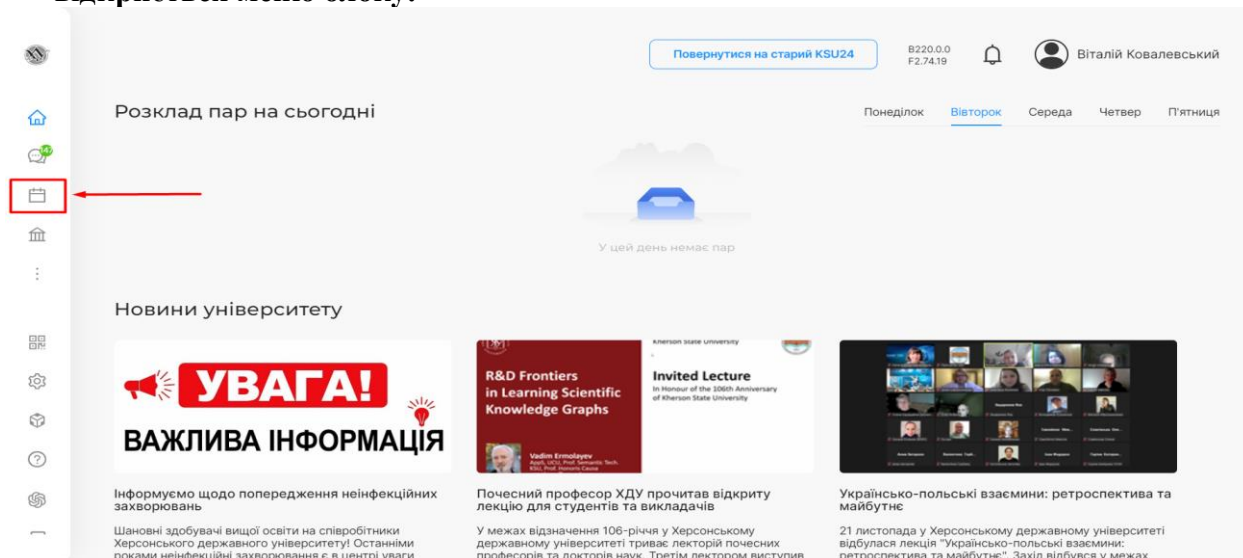 Повернутися на старий KSU24
B220.0.0
F2.74.19
Віталій Ковалевський
Розклад пар на сьогодні
Понеділок Вівторок Середа Четвер П'ятниця
У цей день немає пар
Новини університету
УВАГА!
ВАЖЛИВА ІНФОРМАЦІЯ
R&D Frontiers
in Learning Scientific
Knowledge Graphs
Vadim Ermolayev
Kherson State University
Invited Lecture
In Honour of the 106th Anniversary
of Kherson State University
Інформуємо щодо попередження неінфекційних
захворювань
Шановні здобувачі вищої освіти на співробітники
Херсонського державного університету! Останніми
роками неінфекційні захворювання є в центрі уваги
Почесний професор ХДУ прочитав відкриту
лекцію для студентів та викладачів
У межах відзначення 106-річчя у Херсонському
державному університеті триває лекторій почесних
професорів та докторів наук. Третім лектором виступив
Українсько-польські взаємини: ретроспектива та
майбутнє
21 листопада у Херсонському державному університеті
відбулася лекція "Українсько-польські взаємини:
ретроспектива та майбутнє". Захід відбувся у межах